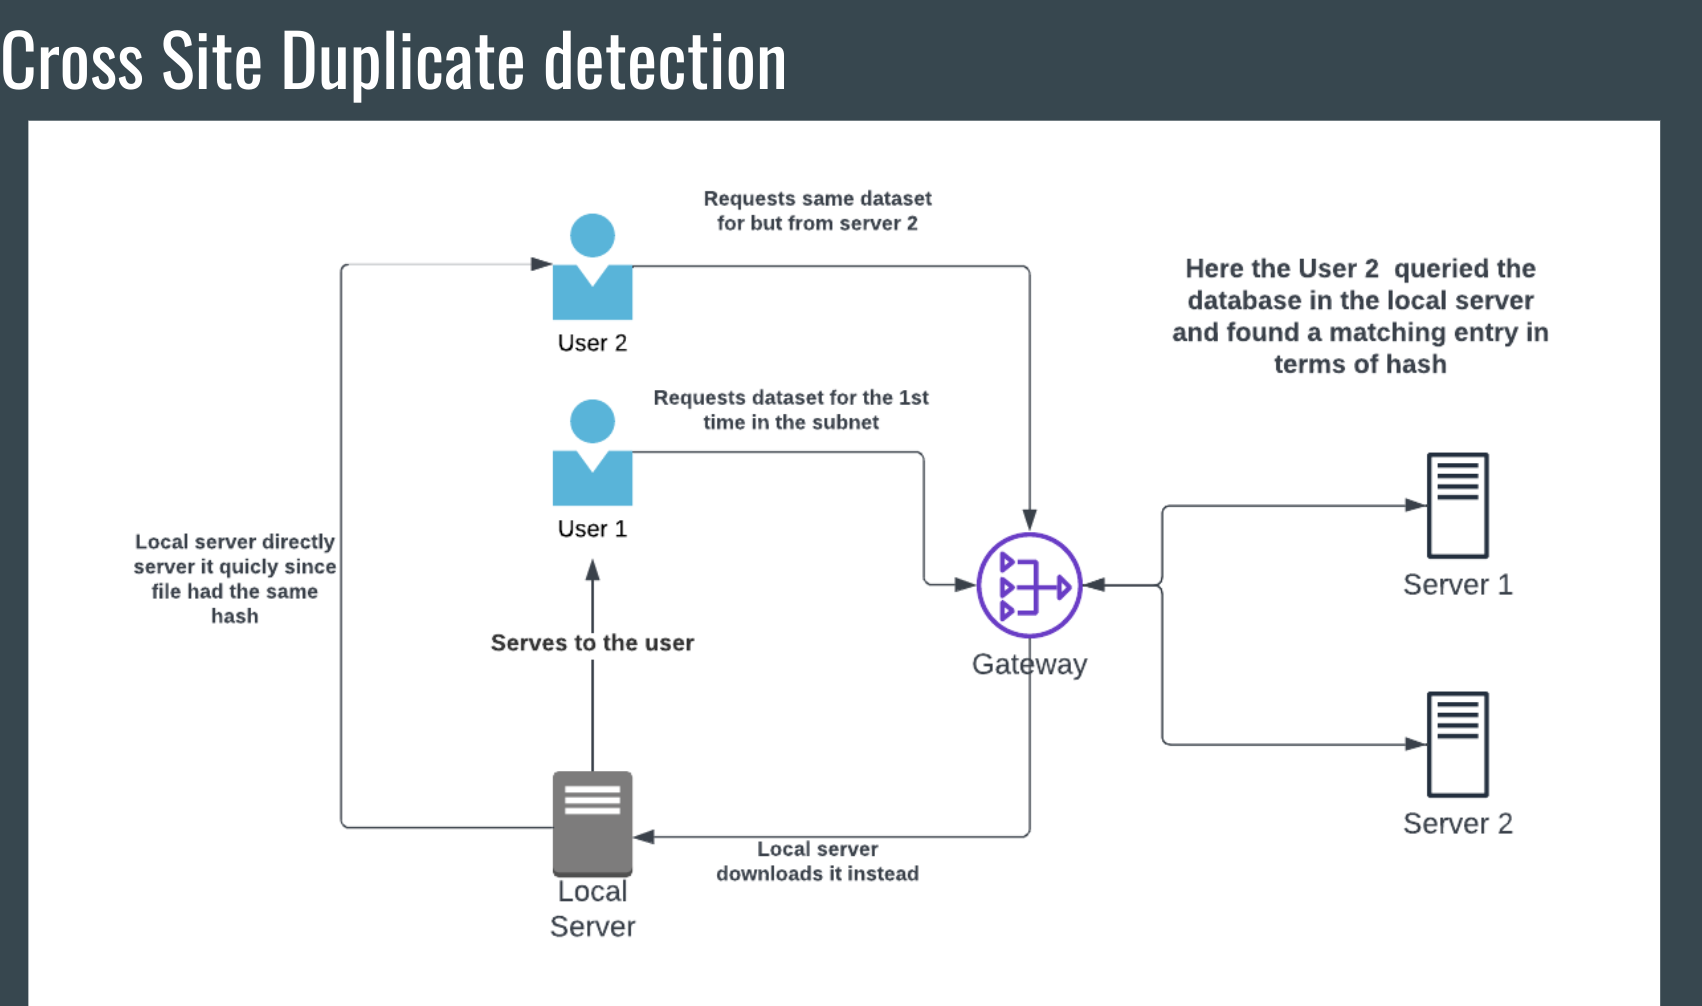 Cross Site Duplicate detection
Requests same dataset
for but from server 2
Here the User 2 queried the
database in the local server
and found a matching entry in
terms of hash
User 2
Requests dataset for the 1st
time in the subnet
User 1
Local server directly
server it quicly since
file had the same
hash
Server 1
Serves to the user
Gateway
Server 2
Local server
downloads it instead
Local
Server